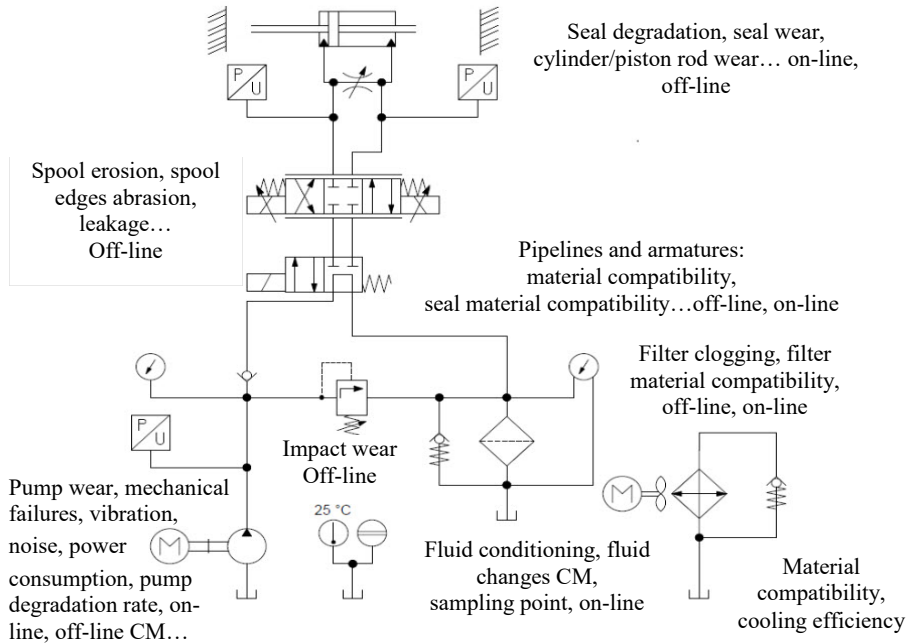 Seal degradation, seal wear,
cylinder/piston rod wear… on-line,
off-line
P
U
P
U
Spool erosion, spool
edges abrasion,
leakage…
Off-line
Pipelines and armatures:
material compatibility,
seal material compatibility…off-line, on-line
Filter clogging, filter
material compatibility,
off-line, on-line
P
U
Impact wear
Off-line
M
Pump wear, mechanical
failures, vibration,
noise, power
consumption, pump
degradation rate, on-
line, off-line CM…
M
25 °C
Fluid conditioning, fluid
changes CM,
sampling point, on-line
Material
compatibility,
cooling efficiency